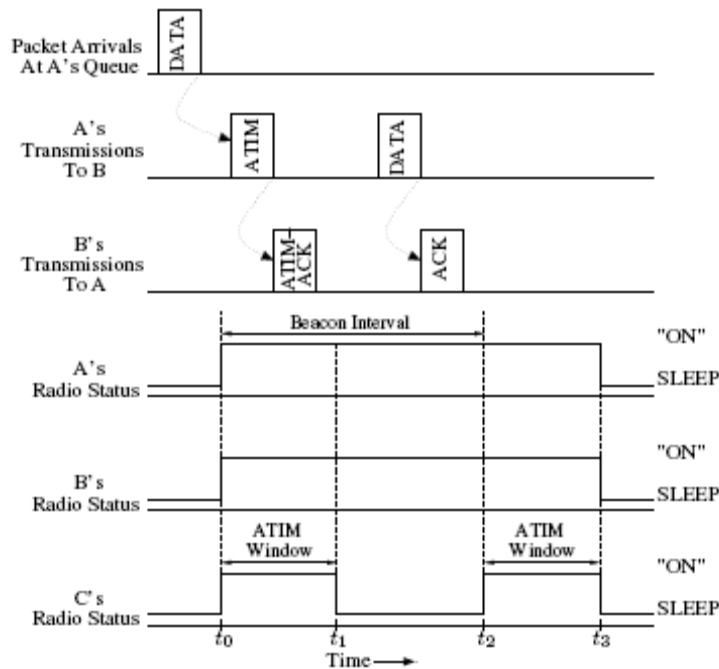 Packet Arrivals
At A's Queue
DATA
A's
Transmissions
To B
ATIM
DATA
B's
Transmissions
To A
ATIM-
ACK
ACK
Beacon Interval
A's
Radio Status
"ON"
SLEEP
B's
Radio Status
"ON"
SLEEP
ATIM
Window
ATIM
Window
C's
Radio Status
"ON"
SLEEP
t0
t1
t2
t3
Time